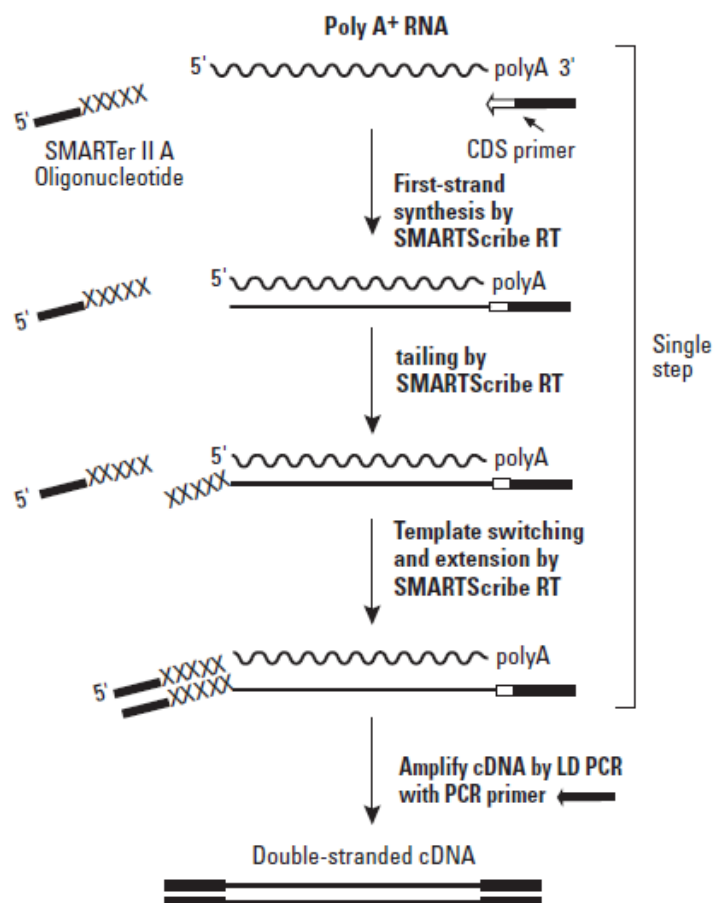 Poly A+ RNA
5' polyA 3'
5' XXXXX
SMARTer II A
Oligonucleotide
CDS primer
First-strand
synthesis by
SMARTScribe RT
5' polyA
5' XXXXX
tailing by
SMARTScribe RT
Single
step
5' polyA
5' XXXXX XXXXX
Template switching
and extension by
SMARTScribe RT
polyA
5' XXXXX
XXXXX
Amplify cDNA by LD PCR
with PCR primer
Double-stranded cDNA